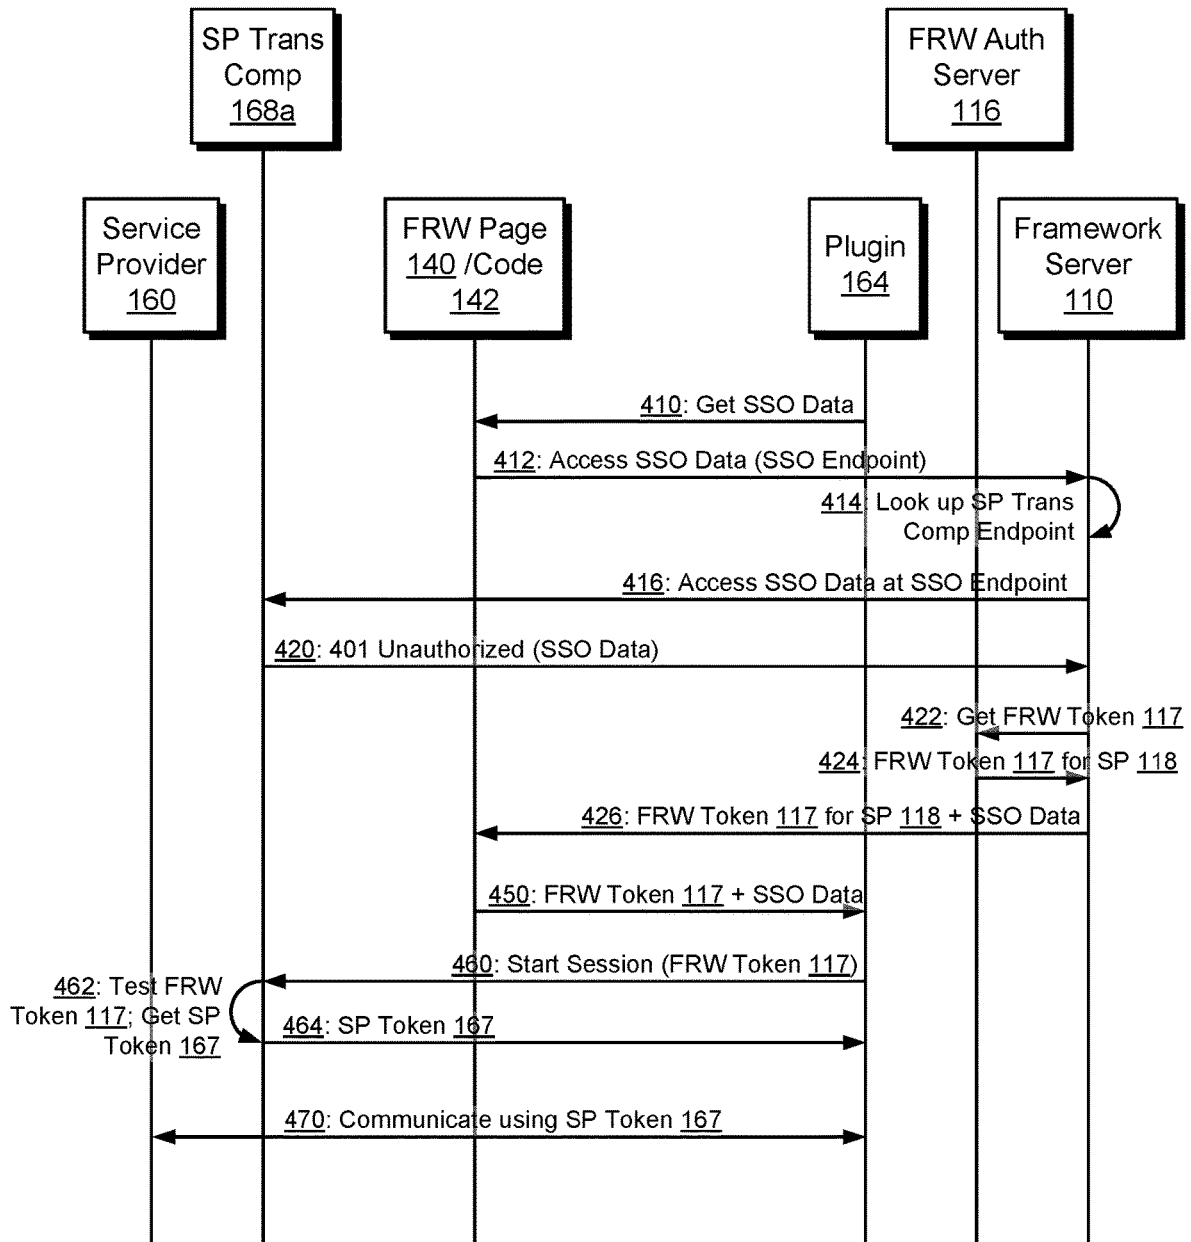 SP Trans
Comp
168a
FRW Auth
Server
116
Service
Provider
160
FRW Page
140 /Code
142
Plugin
164
Framework
Server
110
410: Get SSO Data
412: Access SSO Data (SSO Endpoint)
414: Look up SP Trans
Comp Endpoint
416: Access SSO Data at SSO Endpoint
420: 401 Unauthorized (SSO Data)
422: Get FRW Token 117
424: FRW Token 117 for SP 118
426: FRW Token 117 for SP 118 + SSO Data
450: FRW Token 117 + SSO Data
460: Start Session (FRW Token 117)
462: Test FRW
Token 117; Get SP
Token 167
464: SP Token 167
470: Communicate using SP Token 167